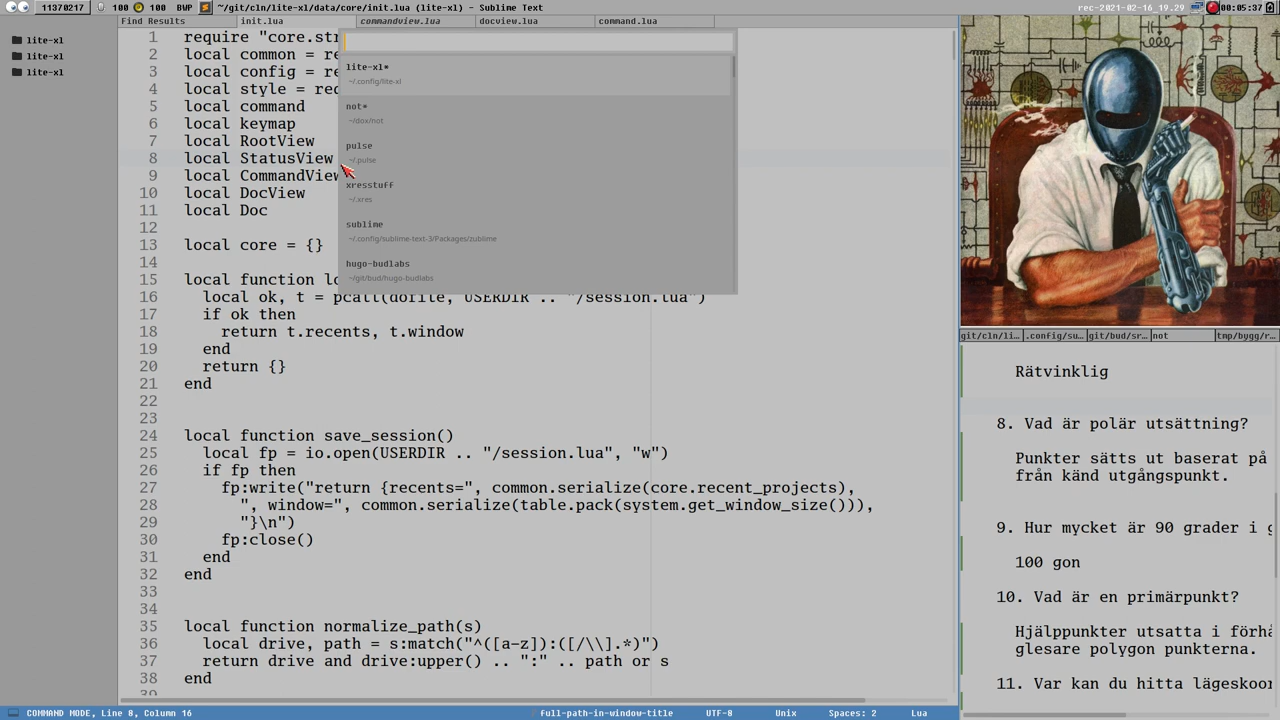 11370217 100 100 BWP ~/git/cln/lite-xl/data/core/init.lua (lite-xl) - Sublime Text rec-2021-02-16_19.29 00:05:37
Find Results init.lua commandview.lua docview.lua command.lua
lite-xl
lite-xl
lite-xl
lite-xl*
~/.config/lite-xl
not*
~/dox/not
pulse
~/.pulse
xresstuff
~/.xres
sublime
~/.config/sublime-text-3/Packages/zublime
hugo-budlabs
~/git/bud/hugo-budlabs
1 require "core.str
2 local common = re
3 local config = re
4 local style = req
5 local command
6 local keymap
7 local RootView
8 local StatusView
9 local CommandView
10 local DocView
11 local Doc
12
13 local core = {}
14
15 local function lo
16 local ok, t = pcall(dofile, USERDIR .. "/session.lua")
17 if ok then
18 return t.recents, t.window
19 end
20 return {}
21 end
22
23
24 local function save_session()
25 local fp = io.open(USERDIR .. "/session.lua", "w")
26 if fp then
27 fp:write("return {recents=", common.serialize(core.recent_projects),
28 ", window=", common.serialize(table.pack(system.get_window_size())),
29 "}\n")
30 fp:close()
31 end
32 end
33
34
35 local function normalize_path(s)
36 local drive, path = s:match("^([a-z]):([/\\].*)")
37 return drive and drive:upper() .. ":" .. path or s
38 end
39
git/cln/li… .config/su… git/bud/sr… not tmp/bygg/r…
Rätvinklig
8. Vad är polär utsättning?
Punkter sätts ut baserat på
från känd utgångspunkt.
9. Hur mycket är 90 grader i g
100 gon
10. Vad är en primärpunkt?
Hjälppunkter utsatta i förhå
glesare polygon punkterna.
11. Var kan du hitta lägeskoor
COMMAND MODE, Line 8, Column 16 full-path-in-window-title UTF-8 Unix Spaces: 2 Lua